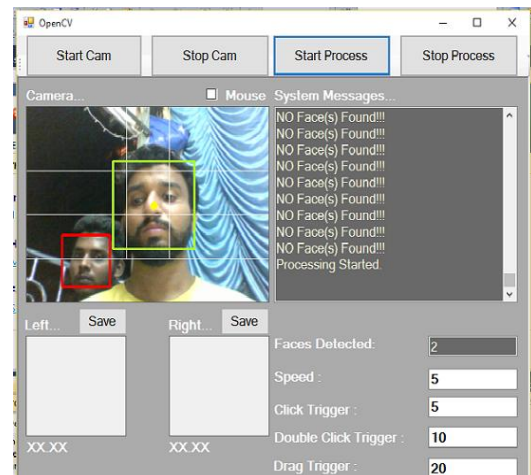 OpenCV
Start Cam Stop Cam Start Process Stop Process
Camera... Mouse System Messages...
NO Face(s) Found!!!
NO Face(s) Found!!!
NO Face(s) Found!!!
NO Face(s) Found!!!
NO Face(s) Found!!!
NO Face(s) Found!!!
NO Face(s) Found!!!
NO Face(s) Found!!!
NO Face(s) Found!!!
Processing Started.
Left... Save Right... Save
XX.XX XX.XX
Faces Detected: 2
Speed : 5
Click Trigger : 5
Double Click Trigger : 10
Drag Trigger : 20